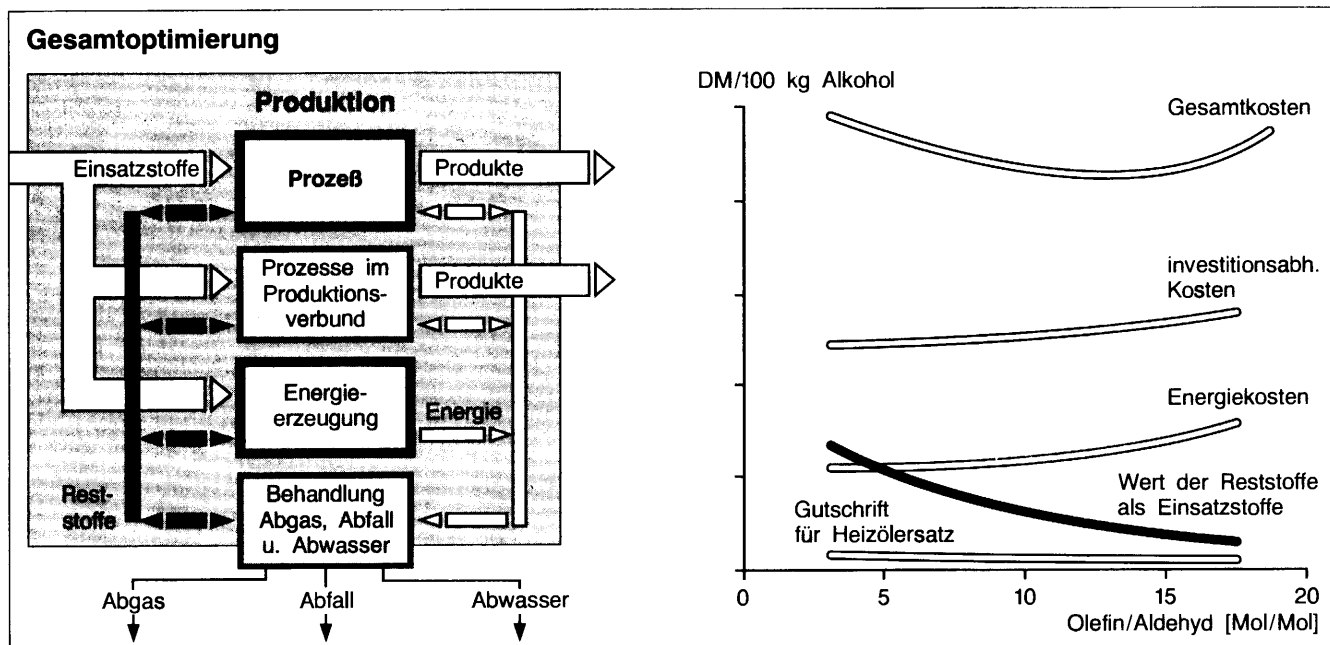 Gesamtoptimierung
Produktion
Einsatzstoffe
Prozeß
Produkte
Prozesse im
Produktions-
verbund
Produkte
Energie-
erzeugung
Energie
Rest-
stoffe
Behandlung
Abgas, Abfall
u. Abwasser
Abgas
Abfall
Abwasser
DM/100 kg Alkohol
Gesamtkosten
investitionsabh.
Kosten
Energiekosten
Wert der Reststoffe
als Einsatzstoffe
Gutschrift
für Heizölersatz
0 5 10 15 20
Olefin/Aldehyd [Mol/Mol]